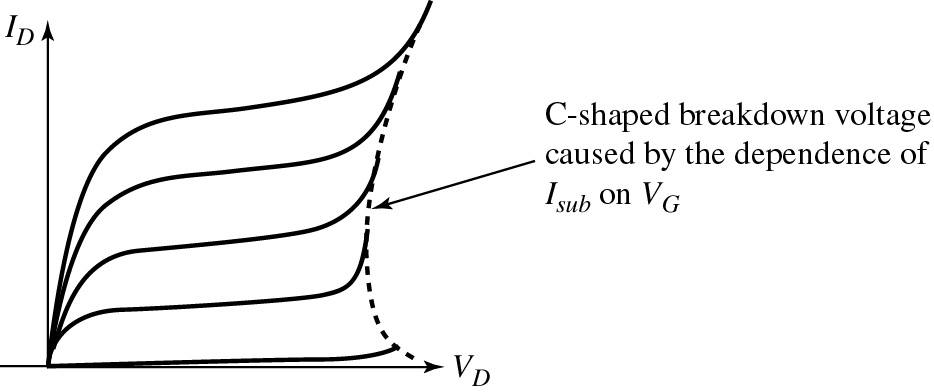 I_D
C-shaped breakdown voltage
caused by the dependence of
I_sub on V_G
V_D